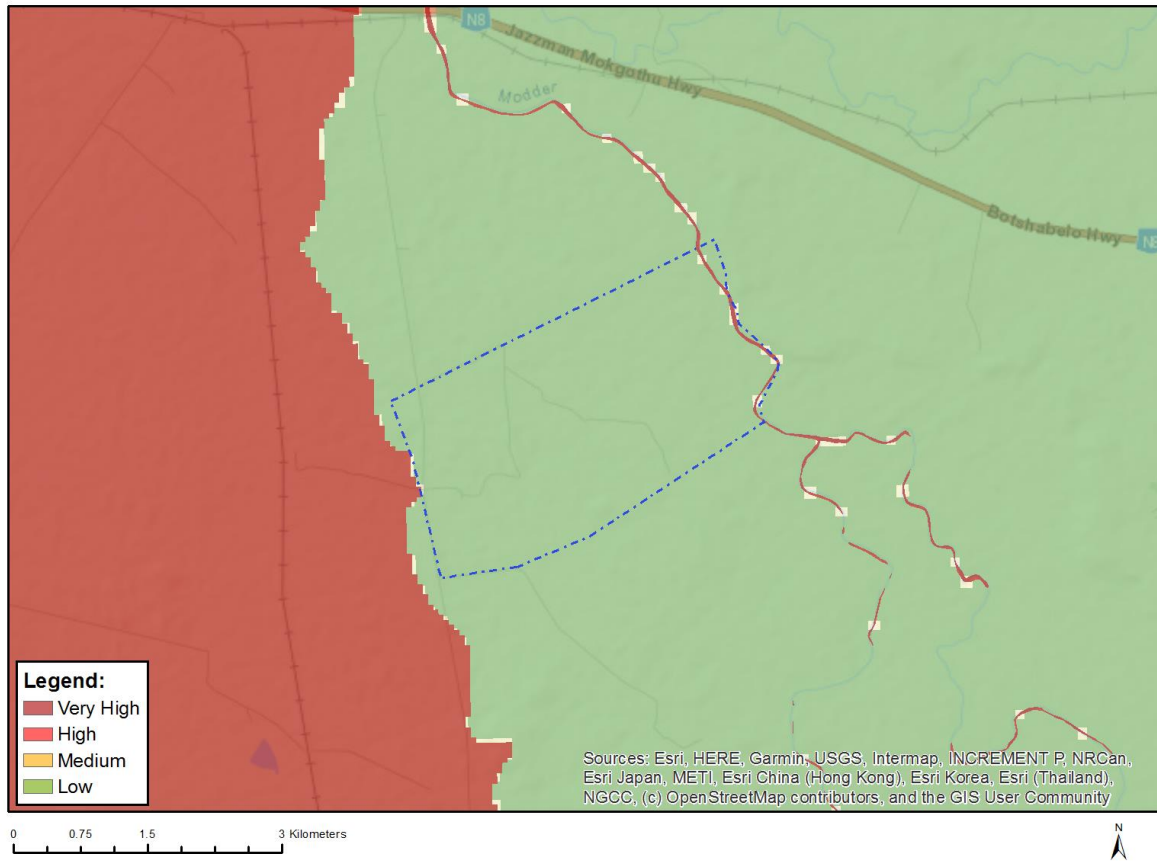 N8
Jazzman Mokgothu Hwy
Modder
Botshabelo Hwy
N8
Legend:
Very High
High
Medium
Low
Sources: Esri, HERE, Garmin, USGS, Intermap, INCREMENT P, NRCan,
Esri Japan, METI, Esri China (Hong Kong), Esri Korea, Esri (Thailand),
NGCC, (c) OpenStreetMap contributors, and the GIS User Community
0 0.75 1.5 3 Kilometers
N